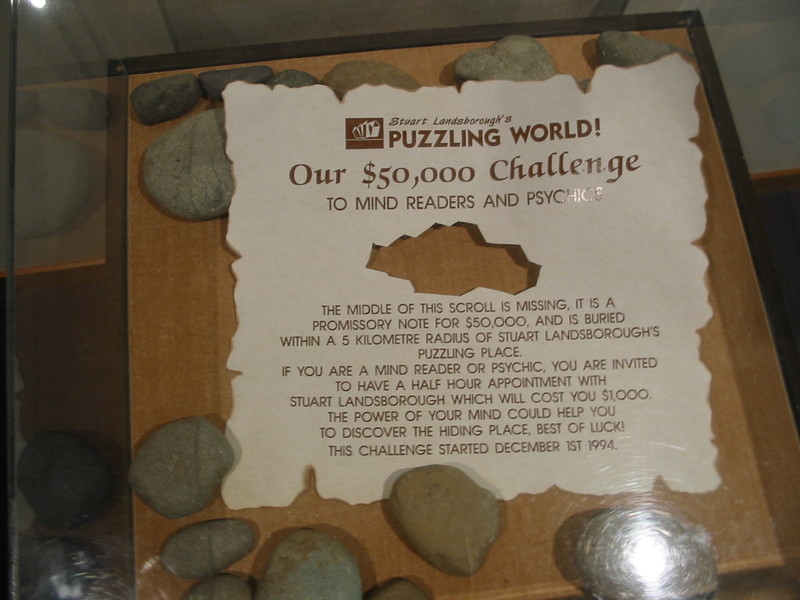 Stuart Landsborough's
PUZZLING WORLD!
Our $50,000 Challenge
TO MIND READERS AND PSYCHICS
THE MIDDLE OF THIS SCROLL IS MISSING, IT IS A
PROMISSORY NOTE FOR $50,000, AND IS BURIED
WITHIN A 5 KILOMETRE RADIUS OF STUART LANDSBOROUGH'S
PUZZLING PLACE.
IF YOU ARE A MIND READER OR PSYCHIC, YOU ARE INVITED
TO HAVE A HALF HOUR APPOINTMENT WITH
STUART LANDSBOROUGH WHICH WILL COST YOU $1,000.
THE POWER OF YOUR MIND COULD HELP YOU
TO DISCOVER THE HIDING PLACE, BEST OF LUCK!
THIS CHALLENGE STARTED DECEMBER 1ST 1994.